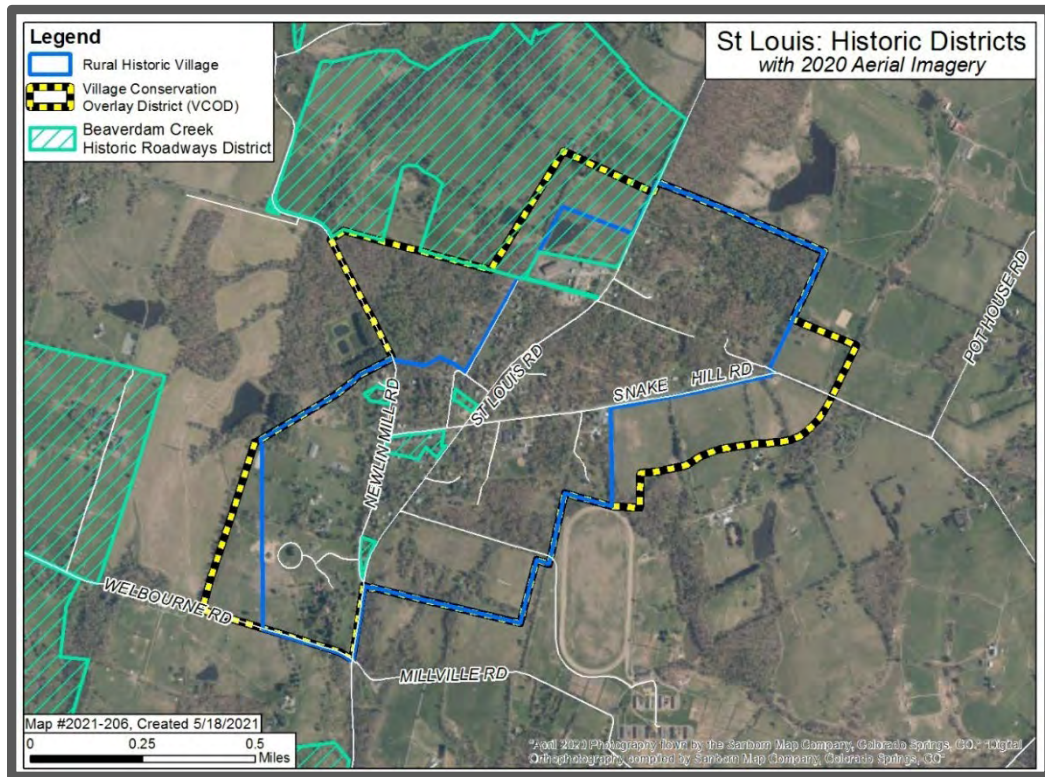 Legend
Rural Historic Village
Village Conservation
Overlay District (VCOD)
Beaverdam Creek
Historic Roadways District
St Louis: Historic Districts
with 2020 Aerial Imagery
POT HOUSE RD
SNAKE HILL RD
ST LOUIS RD
NEWLIN MILL RD
WELBOURNE RD
MILLVILLE RD
Map #2021-206, Created 5/18/2021
0 0.25 0.5
Miles
"April 2020 Photography flown by the Sanborn Map Company, Colorado Springs, CO." "Digital
Orthophotography compiled by Sanborn Map Company, Colorado Springs, CO"